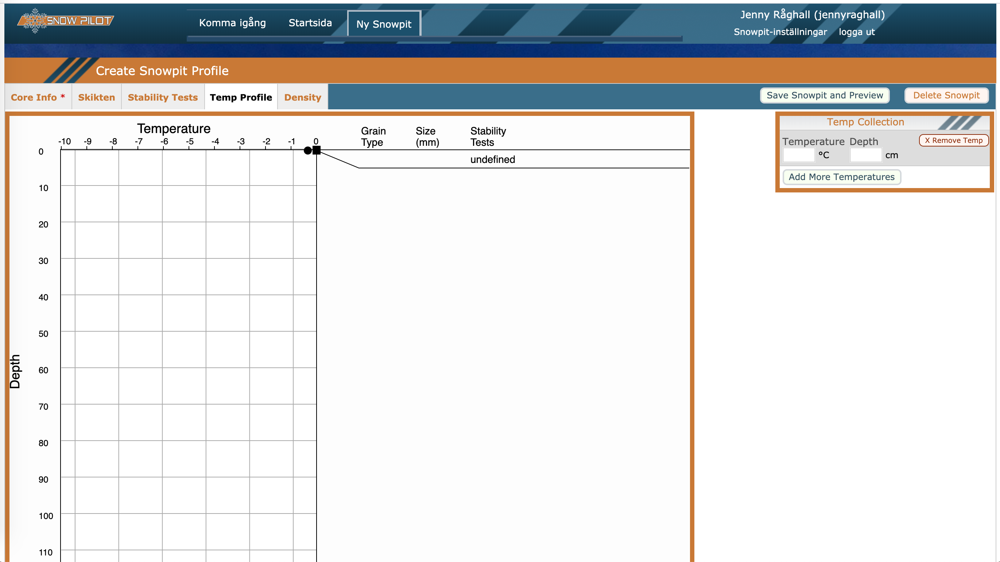 SNOW PILOT
Komma igång
Startsida
Ny Snowpit
Jenny Råghall (jennyraghall)
Snowpit-inställningar
logga ut
Create Snowpit Profile
Core Info *
Skikten
Stability Tests
Temp Profile
Density
Save Snowpit and Preview
Delete Snowpit
Temperature
-10 -9 -8 -7 -6 -5 -4 -3 -2 -1 0
Grain Type
Size (mm)
Stability Tests
undefined
Depth
0
10
20
30
40
50
60
70
80
90
100
110
Temp Collection
Temperature Depth
X Remove Temp
°C
cm
Add More Temperatures